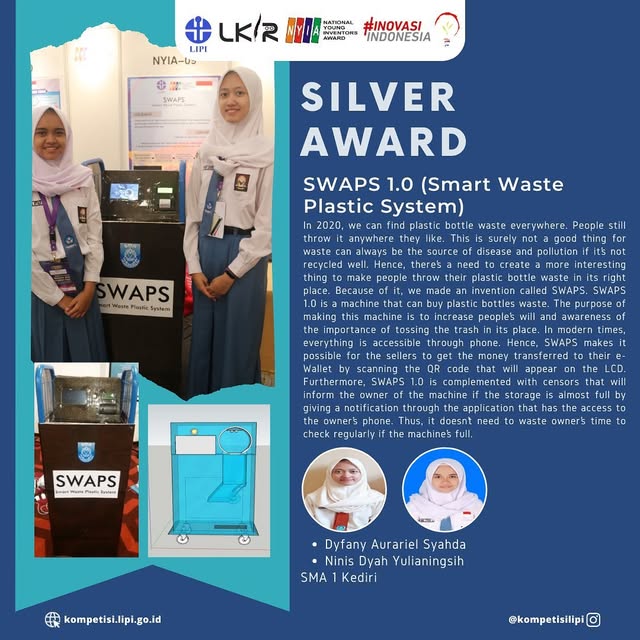 LIPI
LKIR
NYIA
NATIONAL
YOUNG
INVENTORS
AWARD
#INOVASI
INDONESIA
NYIA-09
SWAPS
SWAPS
Smart Waste Plastic System
SWAPS
Smart Waste Plastic System
SILVER
AWARD
SWAPS 1.0 (Smart Waste
Plastic System)
In 2020, we can find plastic bottle waste everywhere. People still
throw it anywhere they like. This is surely not a good thing for
waste can always be the source of disease and pollution if it's not
recycled well. Hence, there's a need to create a more interesting
thing to make people throw their plastic bottle waste in its right
place. Because of it, we made an invention called SWAPS. SWAPS
1.0 is a machine that can buy plastic bottles waste. The purpose of
making this machine is to increase people's will and awareness of
the importance of tossing the trash in its place. In modern times,
everything is accessible through phone. Hence, SWAPS makes it
possible for the sellers to get the money transferred to their e-
Wallet by scanning the QR code that will appear on the LCD.
Furthermore, SWAPS 1.0 is complemented with censors that will
inform the owner of the machine if the storage is almost full by
giving a notification through the application that has the access to
the owner's phone. Thus, it doesn't need to waste owner's time to
check regularly if the machine's full.
• Dyfany Aurariel Syahda
• Ninis Dyah Yulianingsih
SMA 1 Kediri
kompetisi.lipi.go.id
@kompetisilipi